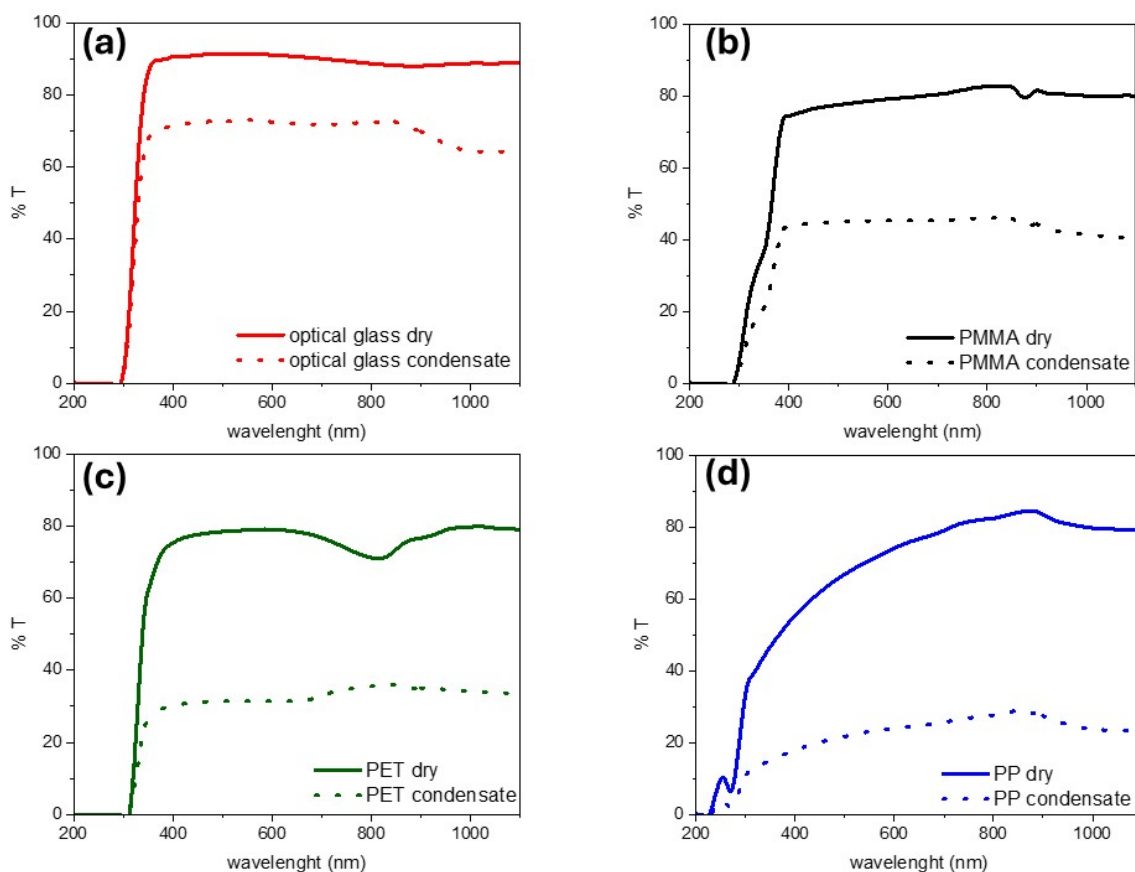 (a)
100
80
60
40
20
0
% T
optical glass dry
optical glass condensate
200 400 600 800 1000
wavelenght (nm)
(b)
100
80
60
40
20
0
% T
PMMA dry
PMMA condensate
200 400 600 800 1000
wavelenght (nm)
(c)
100
80
60
40
20
0
% T
PET dry
PET condensate
200 400 600 800 1000
wavelenght (nm)
(d)
100
80
60
40
20
0
% T
PP dry
PP condensate
200 400 600 800 1000
wavelenght (nm)